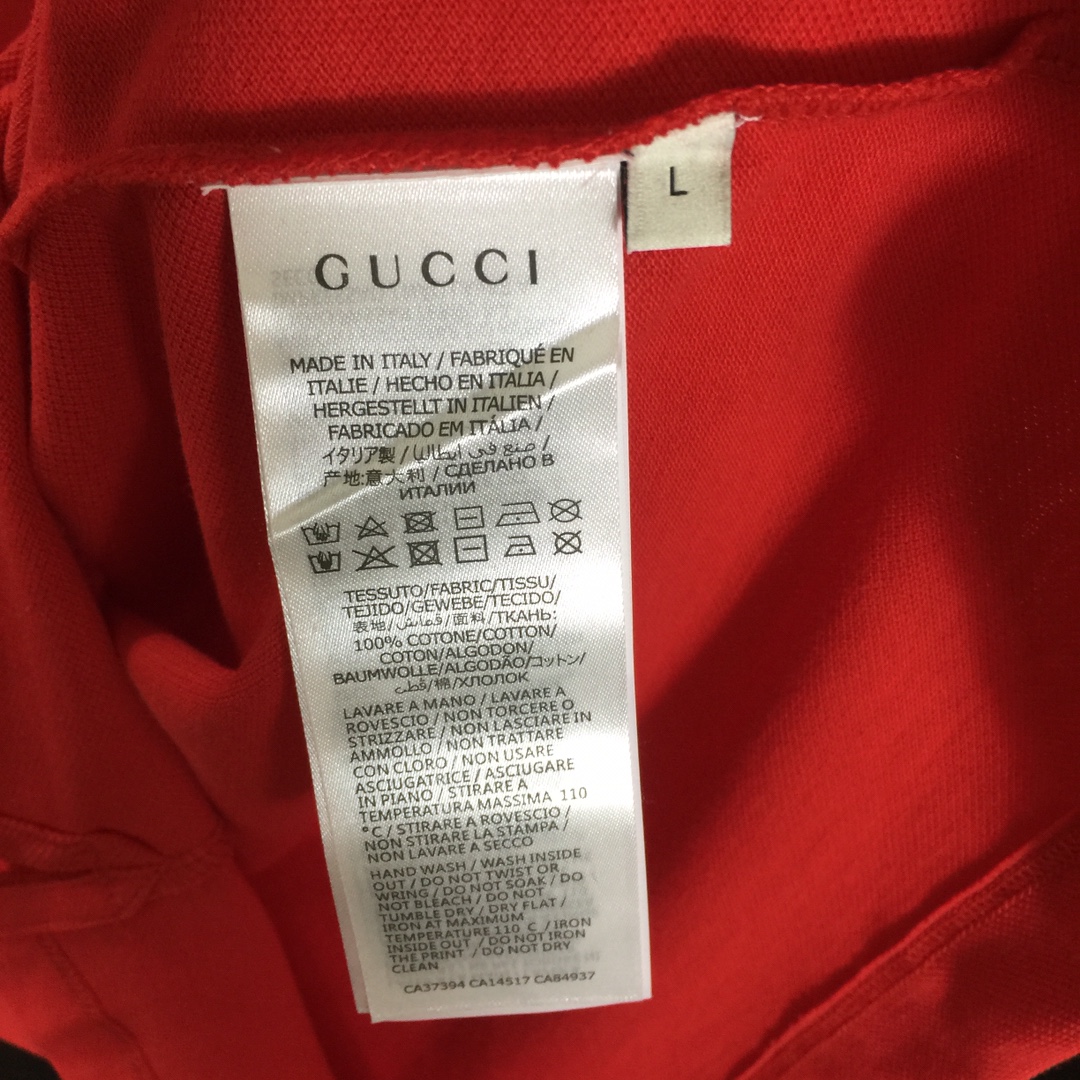 L
GUCCI
MADE IN ITALY / FABRIQUÉ EN
ITALIE / HECHO EN ITALIA /
HERGESTELLT IN ITALIEN /
FABRICADO EM ITÁLIA /
イタリア製 / صنع في إيطاليا /
产地:意大利 / СДЕЛАНО В
ИТАЛИИ
TESSUTO/FABRIC/TISSU/
TEJIDO/GEWEBE/TECIDO/
表地/قماش/面料/ТКАНЬ:
100% COTONE/COTTON/
COTON/ALGODON/
BAUMWOLLE/ALGODÃO/コットン/
قطن/棉/ХЛОПОК
LAVARE A MANO / LAVARE A
ROVESCIO / NON TORCERE O
STRIZZARE / NON LASCIARE IN
AMMOLLO / NON TRATTARE
CON CLORO / NON USARE
ASCIUGATRICE / ASCIUGARE
IN PIANO / STIRARE A
TEMPERATURA MASSIMA 110
°C / STIRARE A ROVESCIO /
NON STIRARE LA STAMPA /
NON LAVARE A SECCO
HAND WASH / WASH INSIDE
OUT / DO NOT TWIST OR
WRING / DO NOT SOAK / DO
NOT BLEACH / DO NOT
TUMBLE DRY / DRY FLAT /
IRON AT MAXIMUM
TEMPERATURE 110 C / IRON
INSIDE OUT / DO NOT IRON
THE PRINT / DO NOT DRY
CLEAN
CA37394 CA14517 CA84937